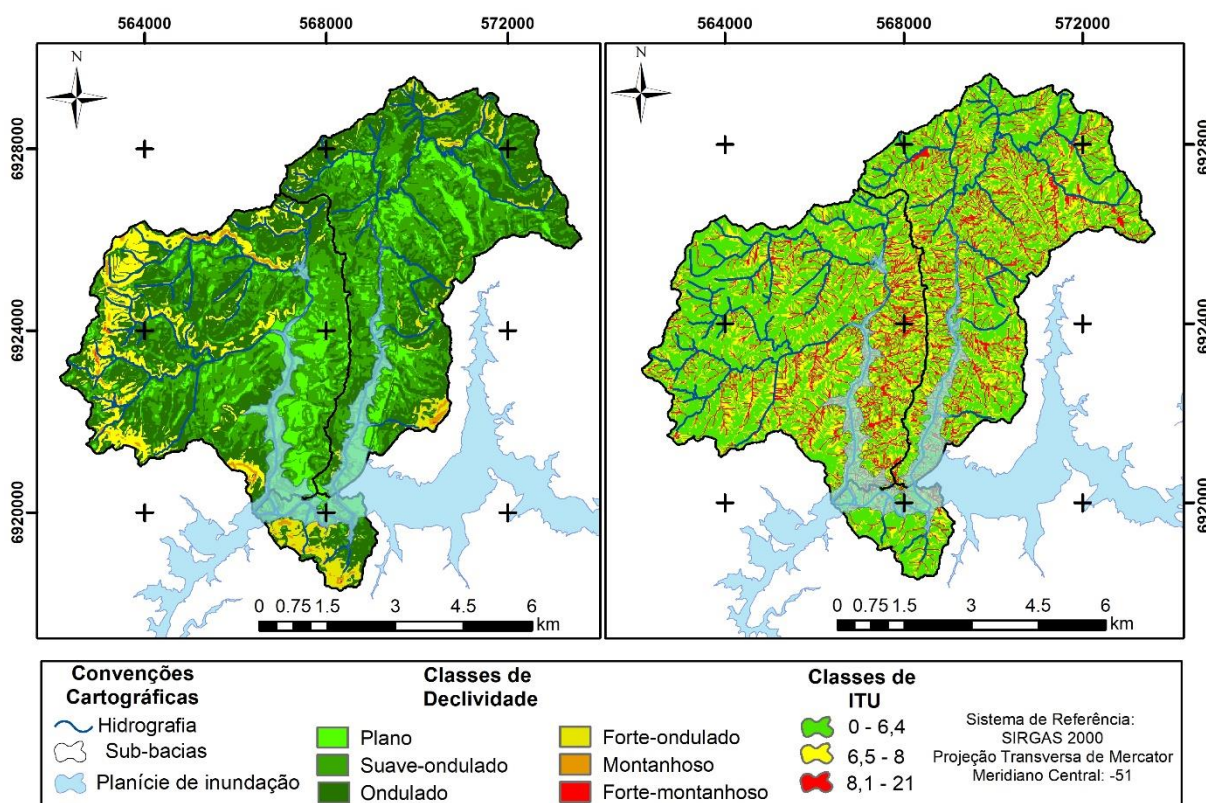 564000 568000 572000 564000 568000 572000
N N
6928000 6928000
6924000 6924000
6920000 6920000
0 0.75 1.5 3 4.5 6 0 0.75 1.5 3 4.5 6
km km
Convenções
Cartográficas
Hidrografia
Sub-bacias
Planície de inundação
Classes de
Declividade
Plano
Suave-ondulado
Ondulado
Forte-ondulado
Montanhoso
Forte-montanhoso
Classes de
ITU
0 - 6,4
6,5 - 8
8,1 - 21
Sistema de Referência:
SIRGAS 2000
Projeção Transversa de Mercator
Meridiano Central: -51